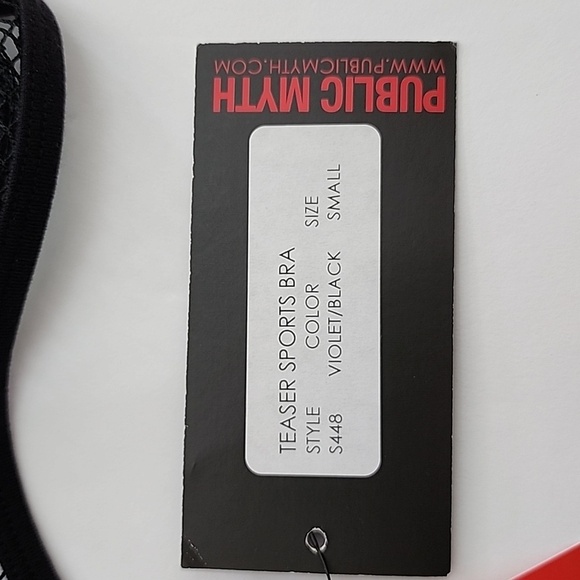 PUBLIC MYTH
WWW.PUBLICMYTH.COM
TEASER SPORTS BRA
STYLE COLOR SIZE
S448 VIOLET/BLACK SMALL